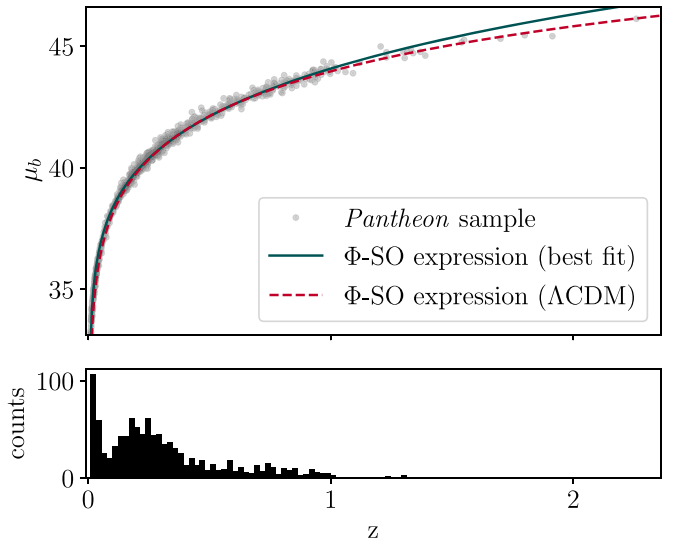 45
40
35
μ_b
Pantheon sample
Φ-SO expression (best fit)
Φ-SO expression (ΛCDM)
100
0
counts
0
1
2
z